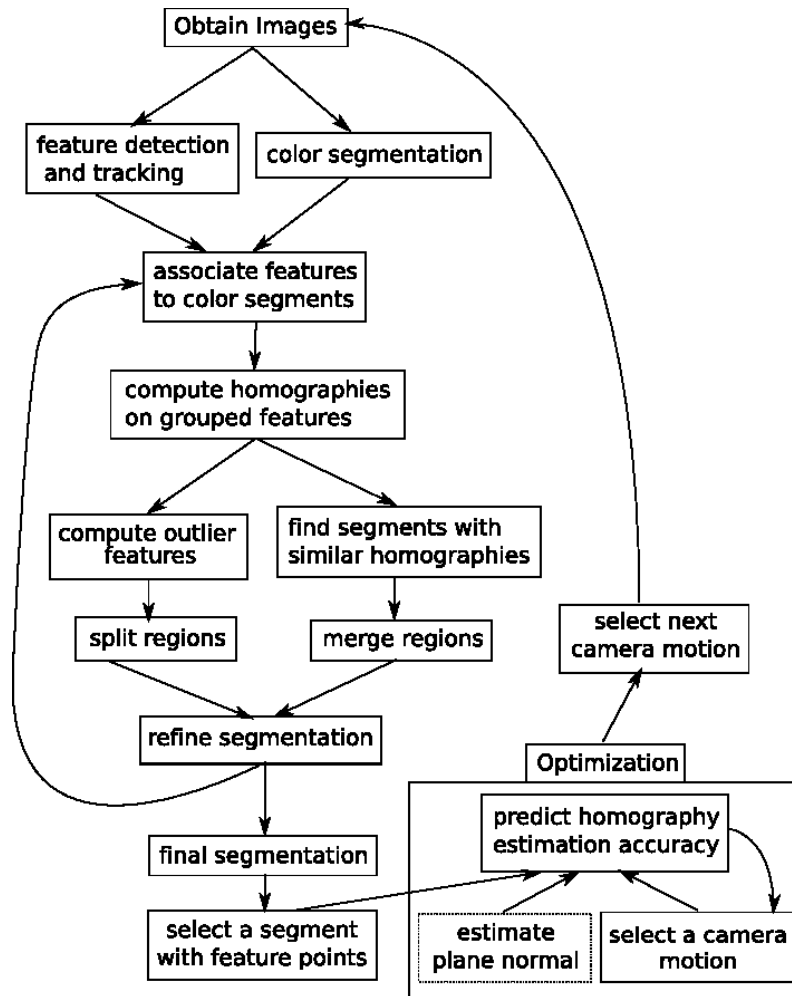 Obtain Images
feature detection
and tracking
color segmentation
associate features
to color segments
compute homographies
on grouped features
compute outlier
features
find segments with
similar homographies
split regions
merge regions
select next
camera motion
refine segmentation
Optimization
predict homography
estimation accuracy
final segmentation
select a segment
with feature points
estimate
plane normal
select a camera
motion